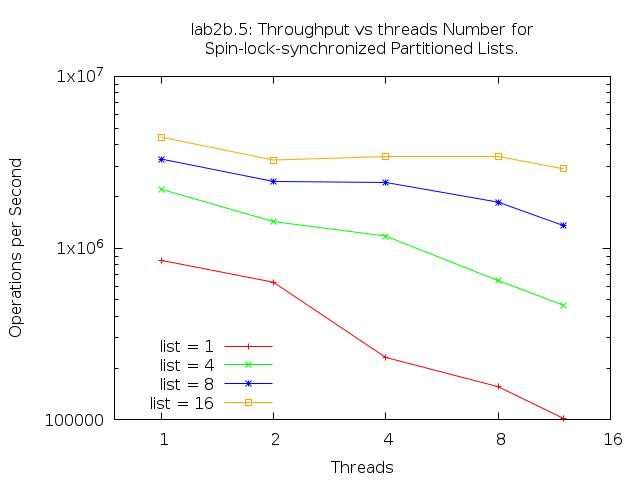 lab2b.5: Throughput vs threads Number for
Spin-lock-synchronized Partitioned Lists.
1x10^7
1x10^6
100000
Operations per Second
list = 1
list = 4
list = 8
list = 16
1 2 4 8 16
Threads